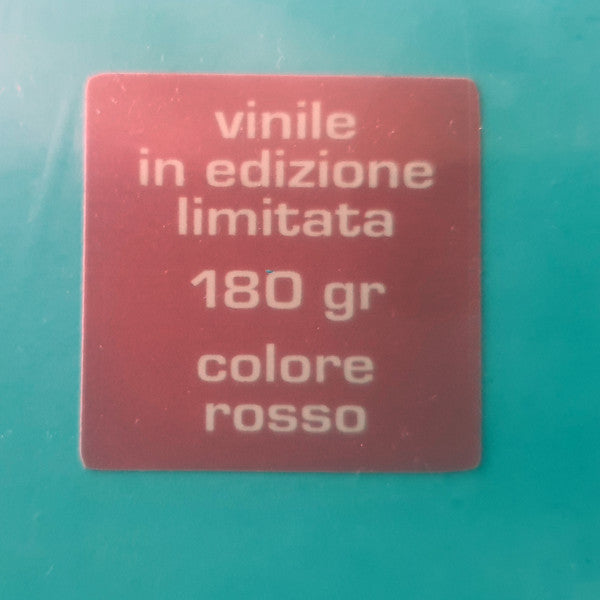 vinile
in edizione
limitata
180 gr
colore
rosso